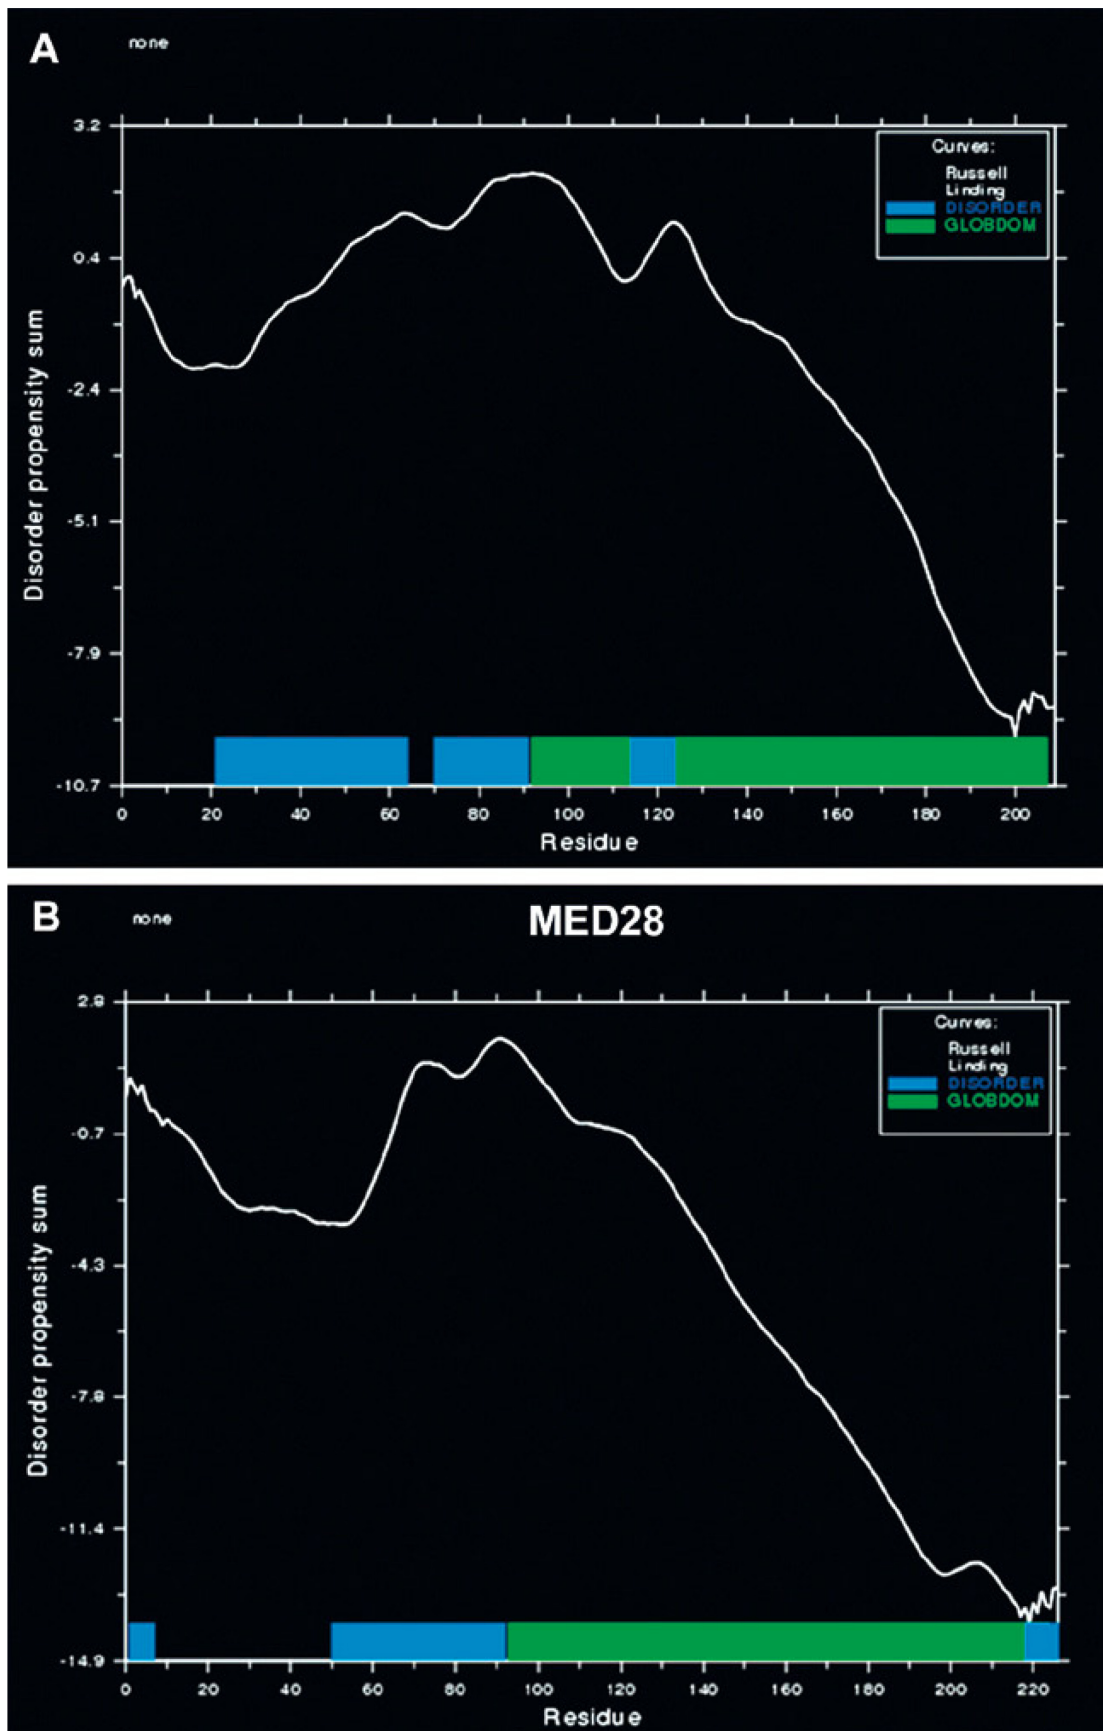 A
none
3.2
0.4
-2.4
-5.1
-7.9
-10.7
Disorder propensity sum
Curves:
Russell
Linding
DISORDER
GLOBDOM
0 20 40 60 80 100 120 140 160 180 200
Residue
B
none
MED28
2.8
-0.7
-4.3
-7.8
-11.4
-14.9
Disorder propensity sum
Curves:
Russell
Linding
DISORDER
GLOBDOM
0 20 40 60 80 100 120 140 160 180 200 220
Residue